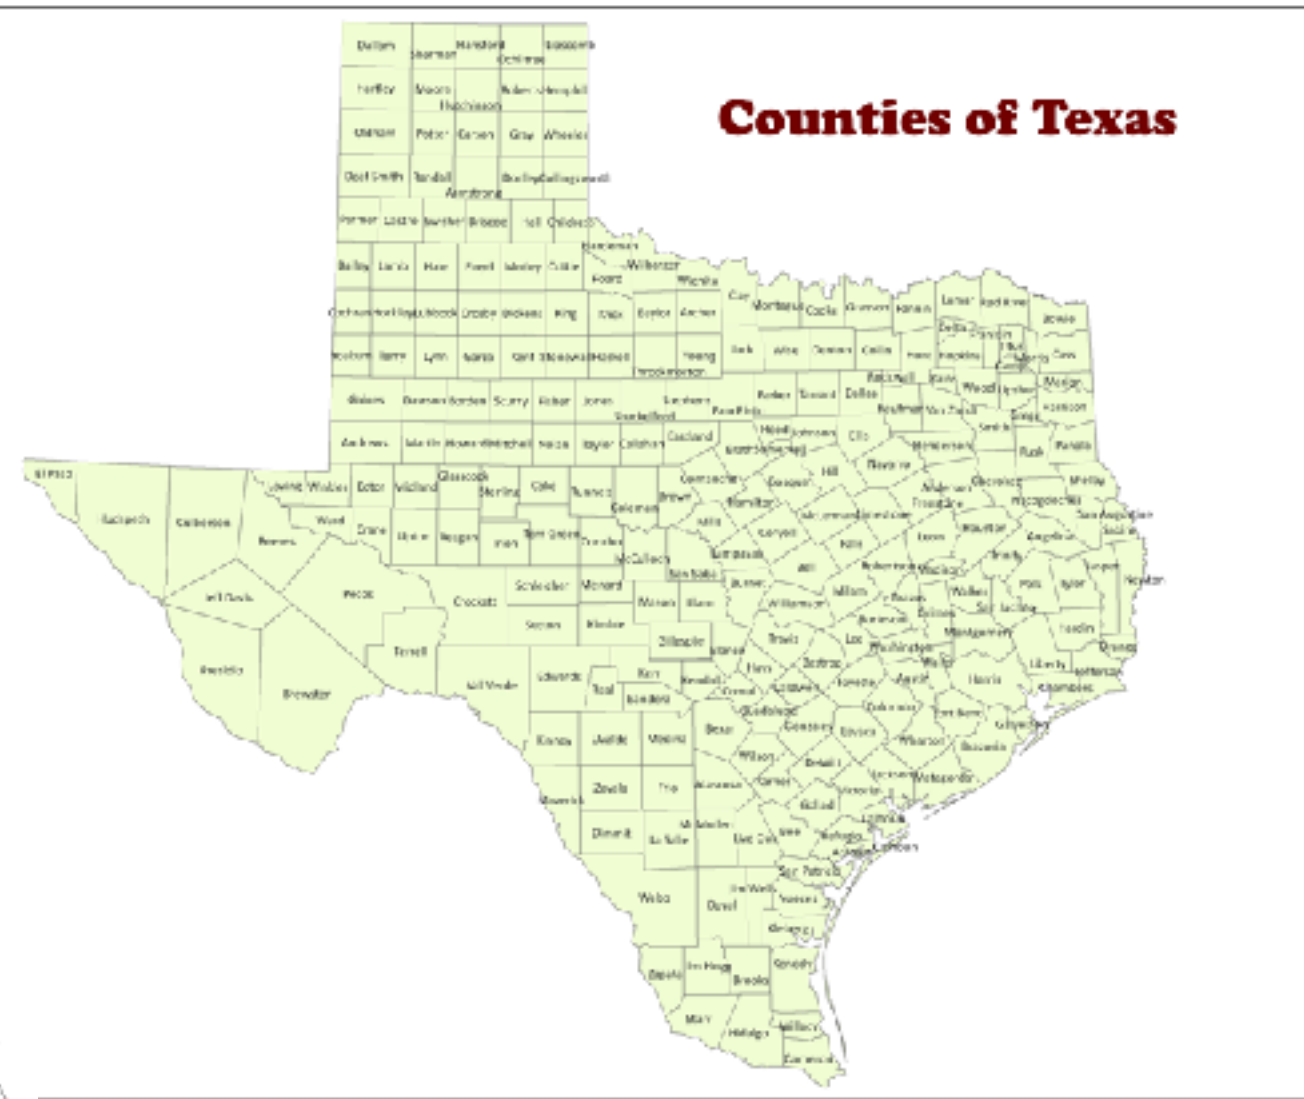 Counties of Texas
Dallam
Sherman
Hansford
Ochiltree
Lipscomb
Hartley
Moore
Hutchinson
Roberts
Hemphill
Oldham
Potter
Carson
Gray
Wheeler
Deaf Smith
Randall
Armstrong
Donley
Collingsworth
Parmer
Castro
Swisher
Briscoe
Hall
Childress
Hardeman
Bailey
Lamb
Hale
Floyd
Motley
Cottle
Foard
Wilbarger
Wichita
Clay
Montague
Cooke
Grayson
Fannin
Lamar
Red River
Bowie
Cochran
Hockley
Lubbock
Crosby
Dickens
King
Knox
Baylor
Archer
Jack
Wise
Denton
Collin
Hunt
Hopkins
Delta
Franklin
Titus
Morris
Cass
Yoakum
Terry
Lynn
Garza
Kent
Stonewall
Haskell
Throckmorton
Young
Gaines
Dawson
Borden
Scurry
Fisher
Jones
Shackelford
Stephens
Palo Pinto
Parker
Tarrant
Dallas
Rockwall
Kaufman
Van Zandt
Wood
Upshur
Marion
Harrison
Andrews
Martin
Howard
Mitchell
Nolan
Taylor
Callahan
Eastland
Hood
Johnson
Ellis
Henderson
Smith
Rusk
Panola
El Paso
Hudspeth
Culberson
Reeves
Loving
Winkler
Ector
Midland
Glasscock
Sterling
Coke
Runnels
Coleman
Brown
Comanche
Hamilton
Hill
Navarro
Anderson
Freestone
Cherokee
Nacogdoches
Shelby
San Augustine
Sabine
Ward
Crane
Upton
Reagan
Irion
Tom Green
Concho
McCulloch
San Saba
Mills
Lampasas
Coryell
Bell
Falls
Limestone
Leon
Houston
Angelina
Trinity
Polk
Tyler
Jasper
Newton
Jeff Davis
Pecos
Crockett
Schleicher
Menard
Mason
Burnet
Williamson
Milam
Robertson
Madison
Walker
San Jacinto
Grimes
Montgomery
Hardin
Orange
Presidio
Brewster
Terrell
Sutton
Kimble
Gillespie
Travis
Lee
Washington
Liberty
Jefferson
Chambers
Val Verde
Edwards
Real
Kerr
Bandera
Kendall
Comal
Hays
Caldwell
Bastrop
Fayette
Austin
Waller
Harris
Kinney
Uvalde
Medina
Bexar
Guadalupe
Gonzales
Lavaca
Colorado
Fort Bend
Galveston
Wharton
Brazoria
Maverick
Zavala
Frio
Atascosa
Wilson
Karnes
DeWitt
Jackson
Matagorda
Victoria
Goliad
Dimmit
La Salle
McMullen
Live Oak
Bee
Refugio
Calhoun
San Patricio
Webb
Duval
Jim Wells
Nueces
Kleberg
Zapata
Jim Hogg
Brooks
Kenedy
Starr
Hidalgo
Willacy
Cameron